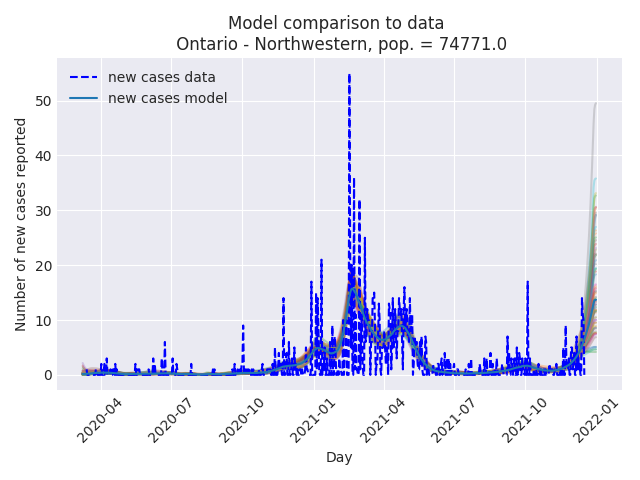 Model comparison to data
Ontario - Northwestern, pop. = 74771.0
new cases data
new cases model
Number of new cases reported
50
40
30
20
10
0
2020-04
2020-07
2020-10
2021-01
2021-04
2021-07
2021-10
2022-01
Day